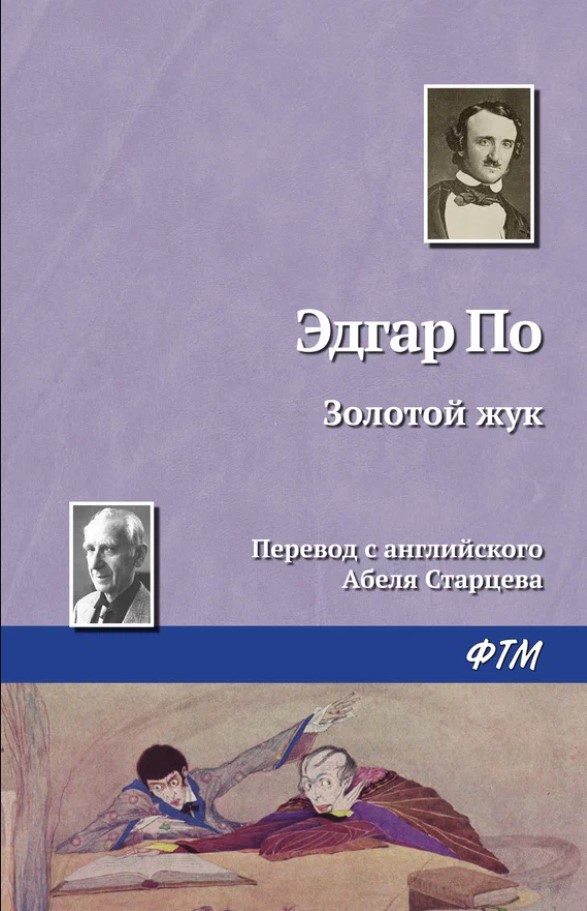 Эдгар По
Золотой жук
Перевод с английского
Абеля Старцева
ФТМ